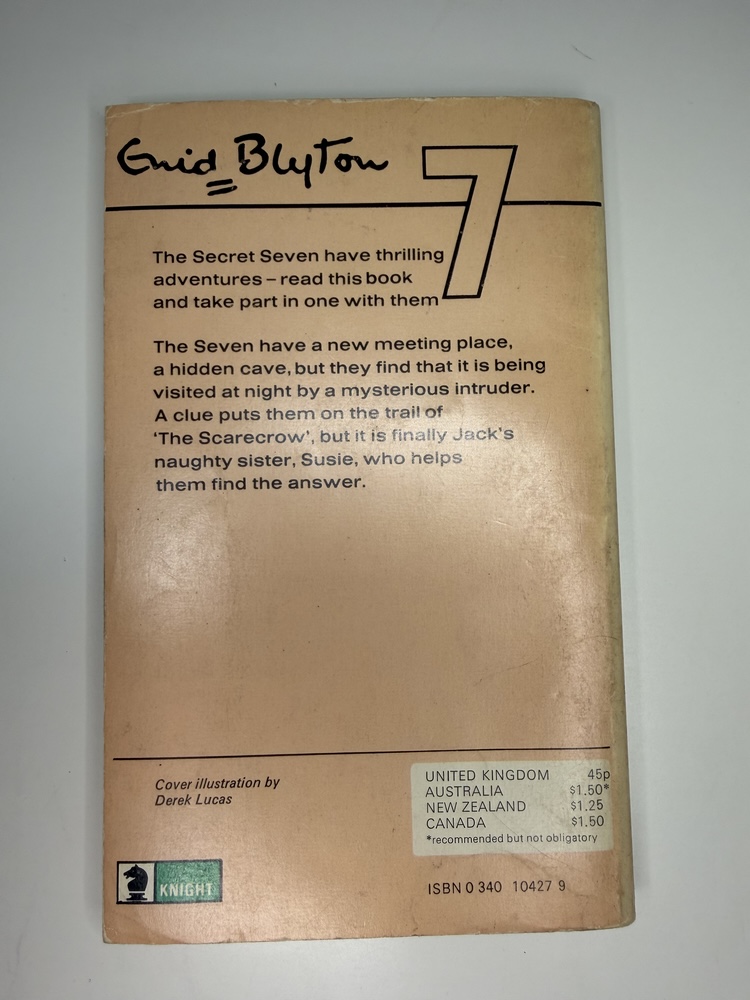 Enid Blyton
7
The Secret Seven have thrilling
adventures – read this book
and take part in one with them
The Seven have a new meeting place,
a hidden cave, but they find that it is being
visited at night by a mysterious intruder.
A clue puts them on the trail of
'The Scarecrow', but it is finally Jack's
naughty sister, Susie, who helps
them find the answer.
Cover illustration by
Derek Lucas
UNITED KINGDOM 45p
AUSTRALIA $1.50*
NEW ZEALAND $1.25
CANADA $1.50
*recommended but not obligatory
KNIGHT
ISBN 0 340 10427 9